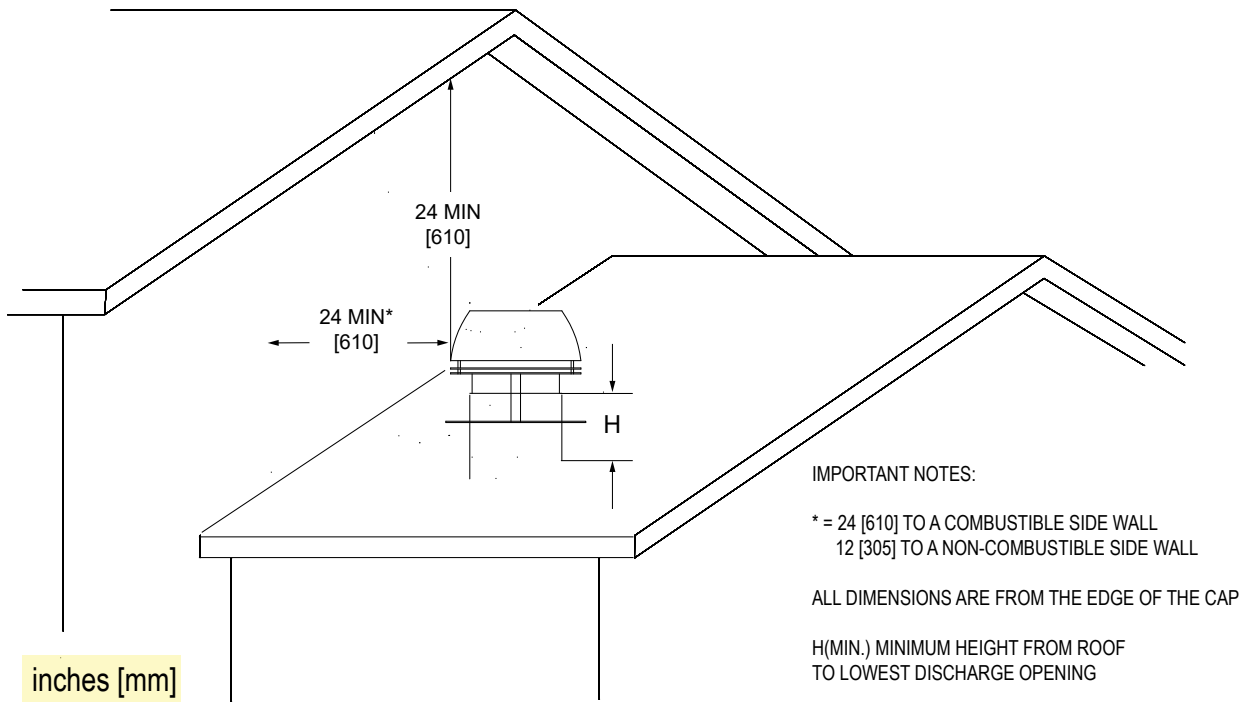 24 MIN
[610]
24 MIN*
[610]
H
IMPORTANT NOTES:
* = 24 [610] TO A COMBUSTIBLE SIDE WALL
12 [305] TO A NON-COMBUSTIBLE SIDE WALL
ALL DIMENSIONS ARE FROM THE EDGE OF THE CAP
H(MIN.) MINIMUM HEIGHT FROM ROOF
TO LOWEST DISCHARGE OPENING
inches [mm]